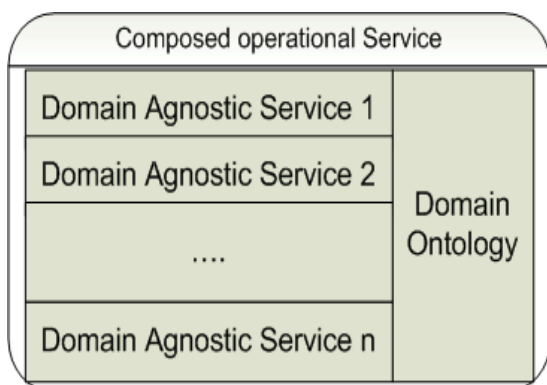 Composed operational Service
Domain Agnostic Service 1
Domain Agnostic Service 2
....
Domain Agnostic Service n
Domain
Ontology